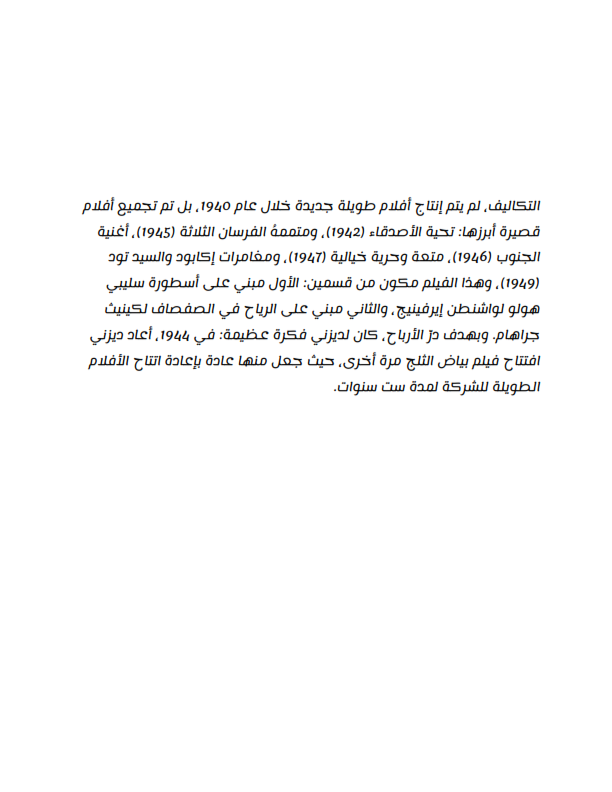 التكاليف، لم يتم إنتاج أفلام طويلة جديدة خلال عام 1940، بل تم تجميع أفلام
قصيرة أبرزها: تحية الأصدقاء (1942)، ومتممهُ الفرسان الثلاثة (1945)، أغنية
الجنوب (1946)، متعة وحرية خيالية (1947)، ومغامرات إكابود والسيد تود
(1949)، وهذا الفيلم مكون من قسمين: الأول مبني على أسطورة سليبي
هولو لواشنطن إيرفينيج، والثاني مبني على الرياح في الصفصاف لكينيث
جراهام. وبهدف درّ الأرباح، كان لديزني فكرة عظيمة: في 1944، أعاد ديزني
افتتاح فيلم بياض الثلج مرة أخرى، حيث جعل منها عادة بإعادة انتاج الأفلام
الطويلة للشركة لمدة ست سنوات.